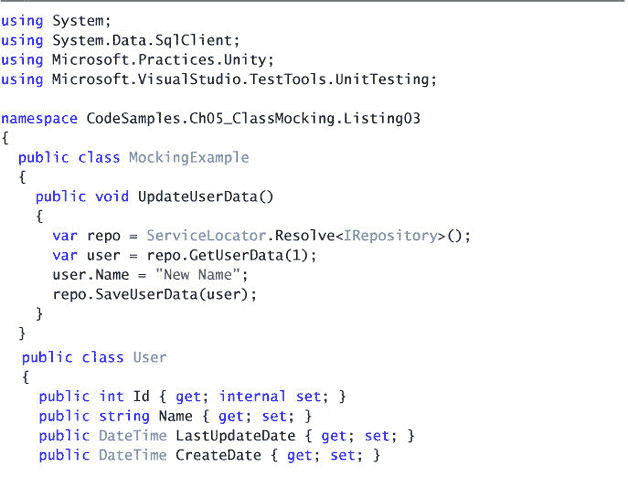 using System;
using System.Data.SqlClient;
using Microsoft.Practices.Unity;
using Microsoft.VisualStudio.TestTools.UnitTesting;

namespace CodeSamples.Ch05_ClassMocking.Listing03
{
  public class MockingExample
  {
    public void UpdateUserData()
    {
      var repo = ServiceLocator.Resolve<IRepository>();
      var user = repo.GetUserData(1);
      user.Name = "New Name";
      repo.SaveUserData(user);
    }
  }
  public class User
  {
    public int Id { get; internal set; }
    public string Name { get; set; }
    public DateTime LastUpdateDate { get; set; }
    public DateTime CreateDate { get; set; }